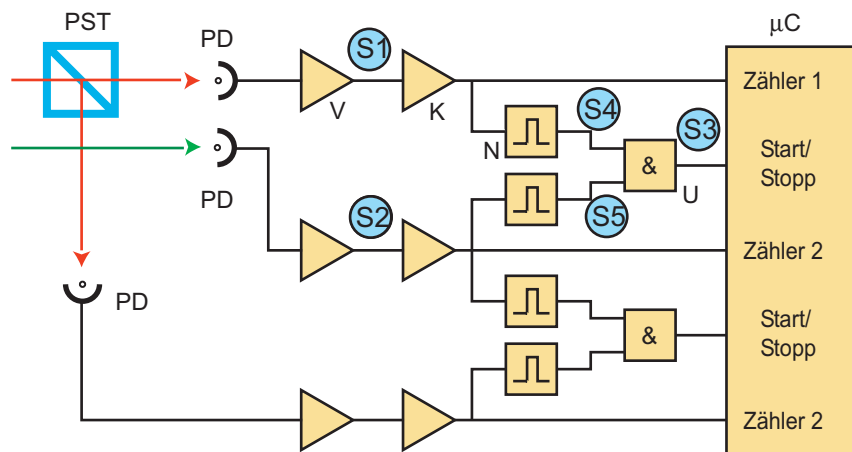 PST
µC
PD
S1
V
K
Zähler 1
S4
S3
N
&
Start/
Stopp
U
PD
S2
S5
Zähler 2
PD
&
Start/
Stopp
Zähler 2